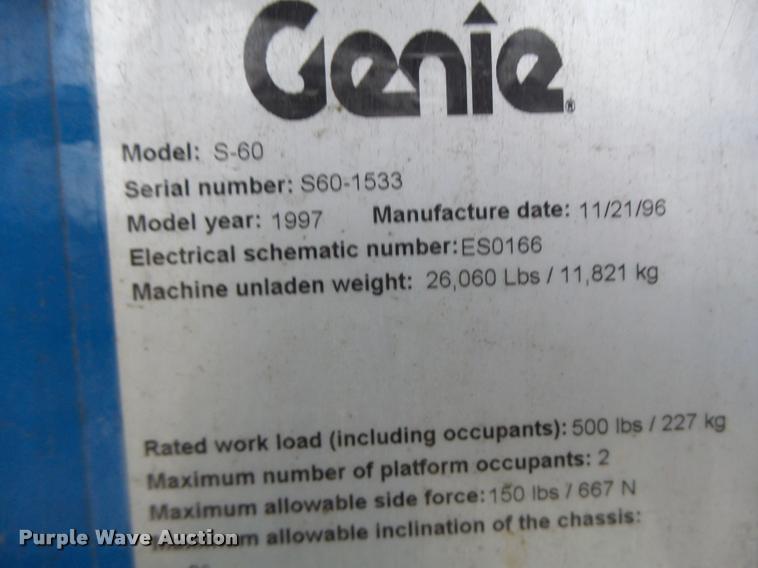 Genie®
Model: S-60
Serial number: S60-1533
Model year: 1997 Manufacture date: 11/21/96
Electrical schematic number:ES0166
Machine unladen weight: 26,060 Lbs / 11,821 kg
Rated work load (including occupants): 500 lbs / 227 kg
Maximum number of platform occupants: 2
Maximum allowable side force: 150 lbs / 667 N
Maximum allowable inclination of the chassis:
Purple Wave Auction